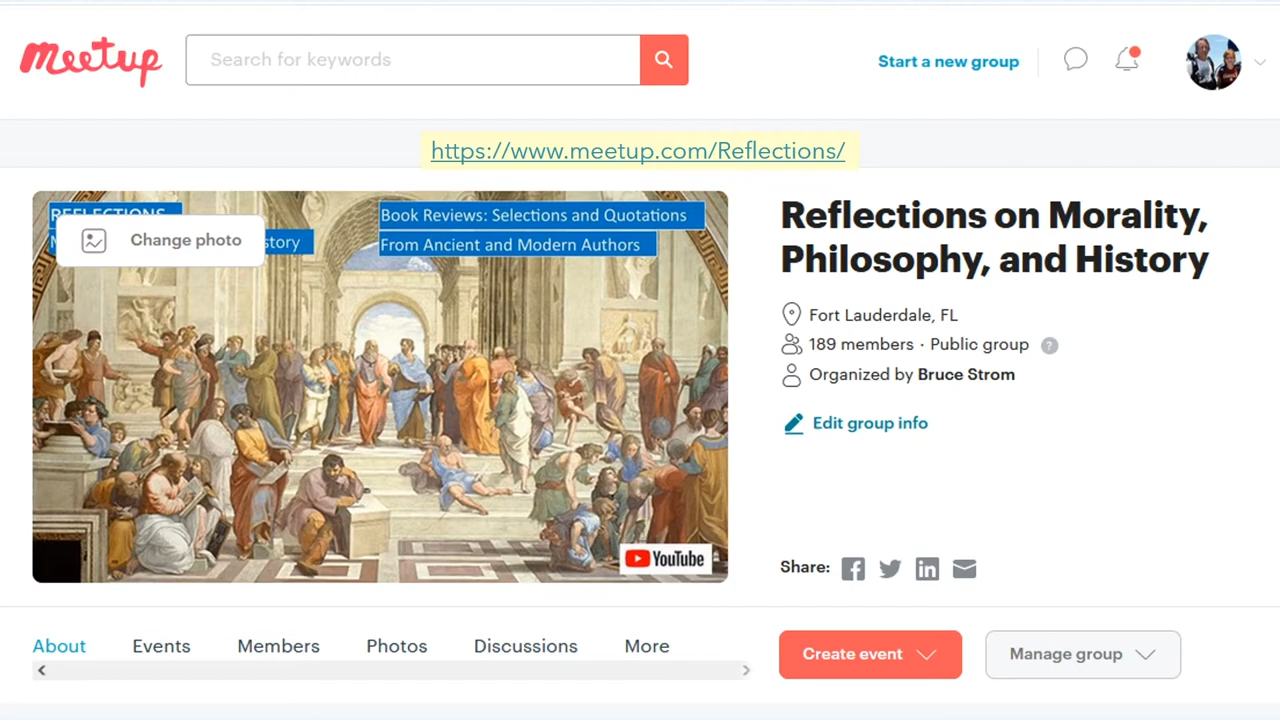 meetup
Search for keywords
Start a new group
https://www.meetup.com/Reflections/
REFLECTIONS
Book Reviews: Selections and Quotations
Change photo
story
From Ancient and Modern Authors
YouTube
Reflections on Morality,
Philosophy, and History
Fort Lauderdale, FL
189 members · Public group ?
Organized by Bruce Strom
Edit group info
Share:
About Events Members Photos Discussions More
Create event
Manage group